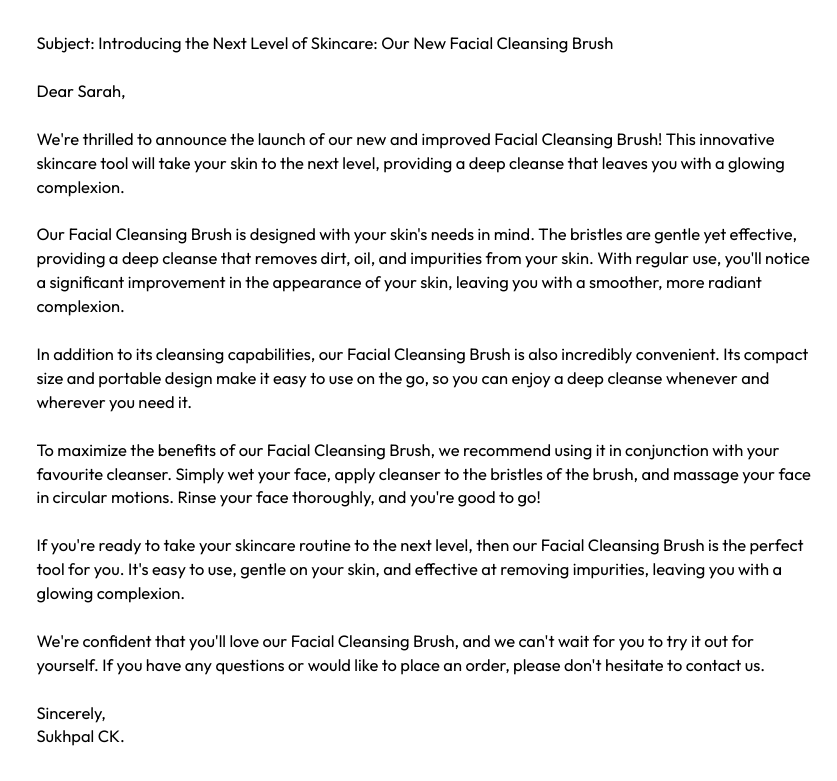 Subject: Introducing the Next Level of Skincare: Our New Facial Cleansing Brush
Dear Sarah,
We're thrilled to announce the launch of our new and improved Facial Cleansing Brush! This innovative
skincare tool will take your skin to the next level, providing a deep cleanse that leaves you with a glowing
complexion.
Our Facial Cleansing Brush is designed with your skin's needs in mind. The bristles are gentle yet effective,
providing a deep cleanse that removes dirt, oil, and impurities from your skin. With regular use, you'll notice
a significant improvement in the appearance of your skin, leaving you with a smoother, more radiant
complexion.
In addition to its cleansing capabilities, our Facial Cleansing Brush is also incredibly convenient. Its compact
size and portable design make it easy to use on the go, so you can enjoy a deep cleanse whenever and
wherever you need it.
To maximize the benefits of our Facial Cleansing Brush, we recommend using it in conjunction with your
favourite cleanser. Simply wet your face, apply cleanser to the bristles of the brush, and massage your face
in circular motions. Rinse your face thoroughly, and you're good to go!
If you're ready to take your skincare routine to the next level, then our Facial Cleansing Brush is the perfect
tool for you. It's easy to use, gentle on your skin, and effective at removing impurities, leaving you with a
glowing complexion.
We're confident that you'll love our Facial Cleansing Brush, and we can't wait for you to try it out for
yourself. If you have any questions or would like to place an order, please don't hesitate to contact us.
Sincerely,
Sukhpal CK.